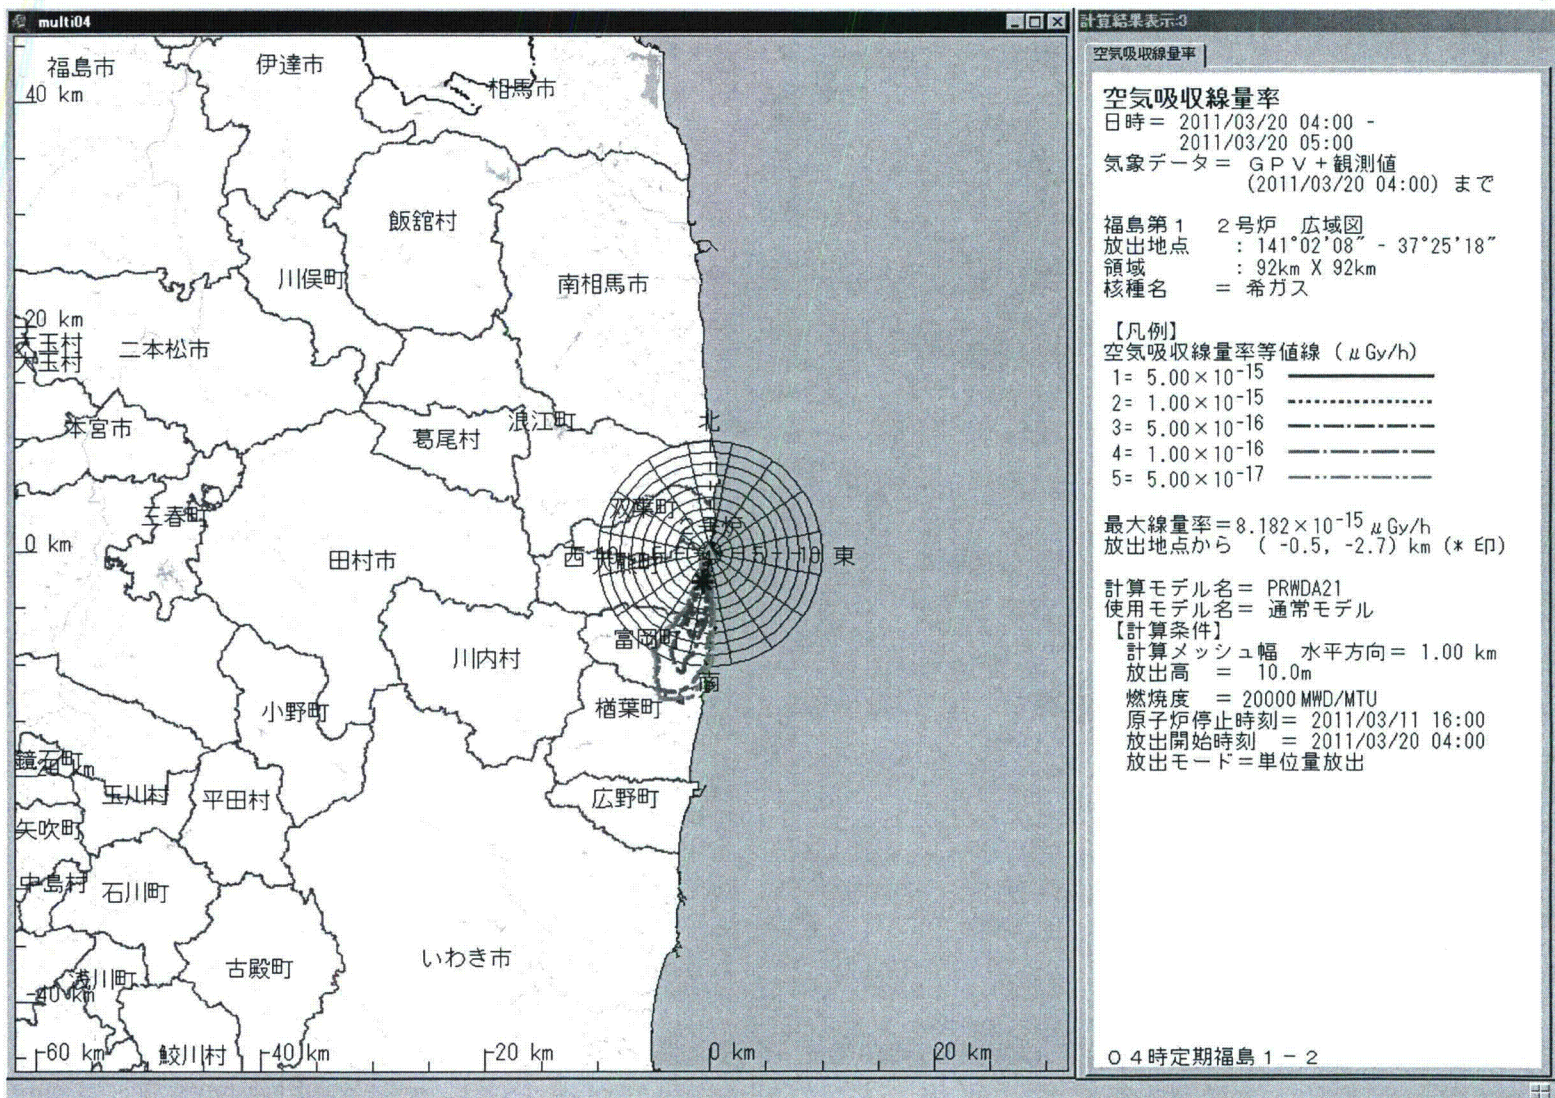 multi04
福島市
伊達市
相馬市
40 km
飯舘村
川俣町
南相馬市
20 km
大玉村
大玉村
二本松市
本宮市
浪江町
葛尾村
北
双葉町
三春町
0 km
田村市
西
東
富岡町
川内村
南
小野町
楢葉町
鏡石町
-20 km
玉川村
平田村
広野町
矢吹町
中島村
石川町
いわき市
古殿町
浅川町
-40 km
鮫川村
-60 km
-40 km
-20 km
0 km
20 km
計算結果表示:3
空気吸収線量率
空気吸収線量率
日時= 2011/03/20 04:00 -
2011/03/20 05:00
気象データ= GPV+観測値
(2011/03/20 04:00) まで
福島第1 2号炉 広域図
放出地点 : 141°02'08" - 37°25'18"
領域 : 92km X 92km
核種名 = 希ガス
【凡例】
空気吸収線量率等値線 (μGy/h)
1= 5.00×10-15
2= 1.00×10-15
3= 5.00×10-16
4= 1.00×10-16
5= 5.00×10-17
最大線量率=8.182×10-15 μGy/h
放出地点から ( -0.5, -2.7) km (* 印)
計算モデル名= PRWDA21
使用モデル名= 通常モデル
【計算条件】
計算メッシュ幅 水平方向= 1.00 km
放出高 = 10.0m
燃焼度 = 20000MWD/MTU
原子炉停止時刻= 2011/03/11 16:00
放出開始時刻 = 2011/03/20 04:00
放出モード=単位量放出
04時定期福島1-2